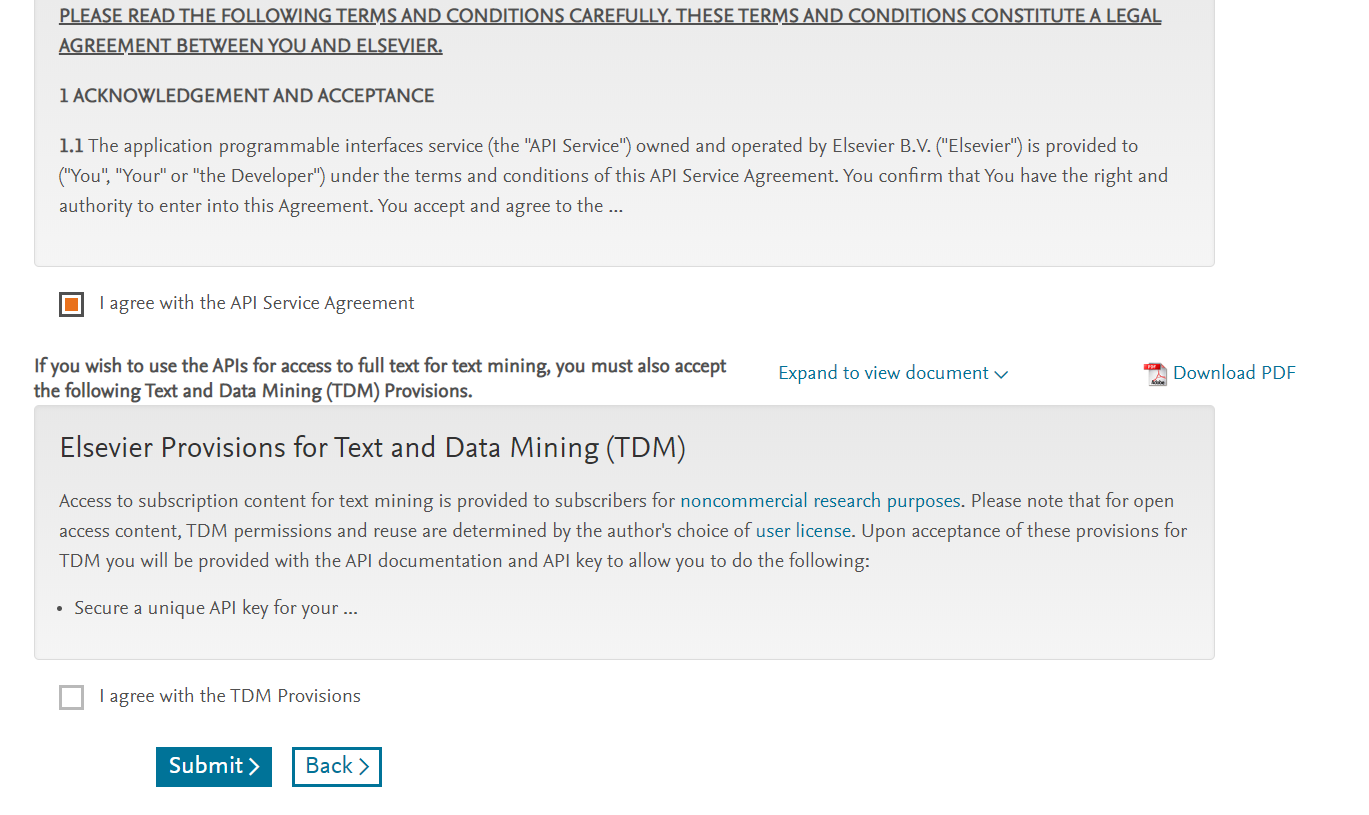 PLEASE READ THE FOLLOWING TERMS AND CONDITIONS CAREFULLY. THESE TERMS AND CONDITIONS CONSTITUTE A LEGAL
AGREEMENT BETWEEN YOU AND ELSEVIER.
1 ACKNOWLEDGEMENT AND ACCEPTANCE
1.1 The application programmable interfaces service (the "API Service") owned and operated by Elsevier B.V. ("Elsevier") is provided to
("You", "Your" or "the Developer") under the terms and conditions of this API Service Agreement. You confirm that You have the right and
authority to enter into this Agreement. You accept and agree to the ...
I agree with the API Service Agreement
If you wish to use the APIs for access to full text for text mining, you must also accept
the following Text and Data Mining (TDM) Provisions.
Expand to view document
Download PDF
Elsevier Provisions for Text and Data Mining (TDM)
Access to subscription content for text mining is provided to subscribers for noncommercial research purposes. Please note that for open
access content, TDM permissions and reuse are determined by the author's choice of user license. Upon acceptance of these provisions for
TDM you will be provided with the API documentation and API key to allow you to do the following:
• Secure a unique API key for your ...
I agree with the TDM Provisions
Submit
Back